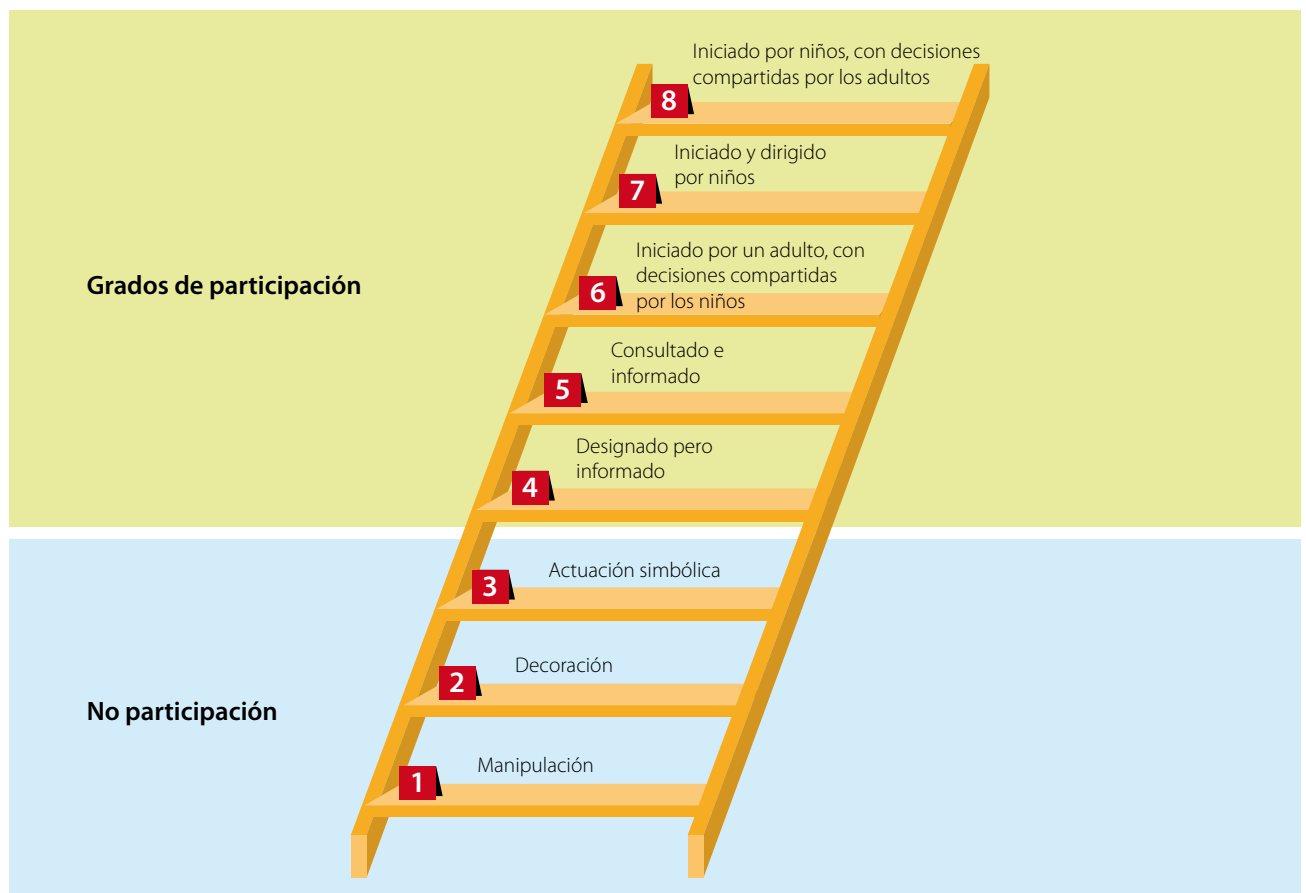 Iniciado por niños, con decisiones
compartidas por los adultos
8
Iniciado y dirigido
por niños
7
Iniciado por un adulto, con
decisiones compartidas
por los niños
6
Grados de participación
Consultado e
informado
5
Designado pero
informado
4
Actuación simbólica
3
Decoración
2
No participación
Manipulación
1